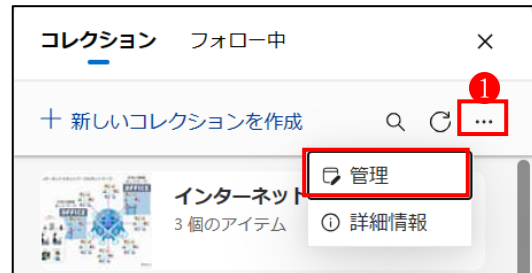 コレクション フォロー中
1
新しいコレクションを作成
管理
インターネット
3 個のアイテム
詳細情報
OFFICE
OFFICE